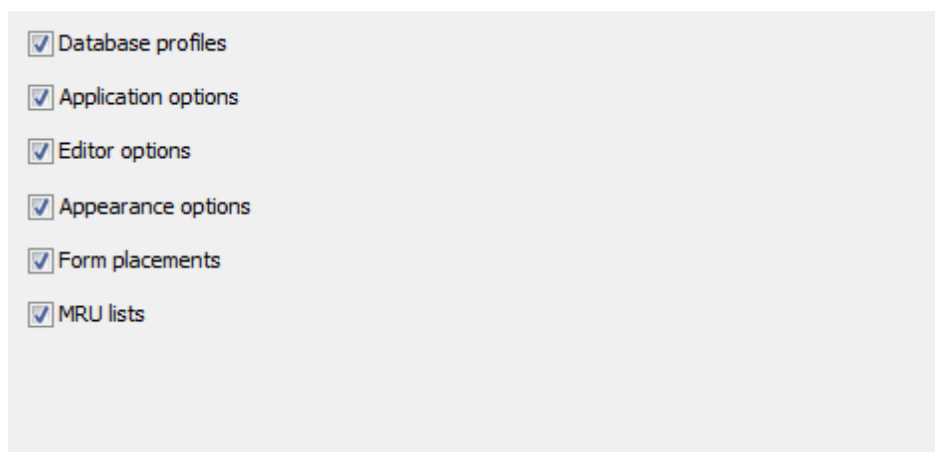 Database profiles
Application options
Editor options
Appearance options
Form placements
MRU lists